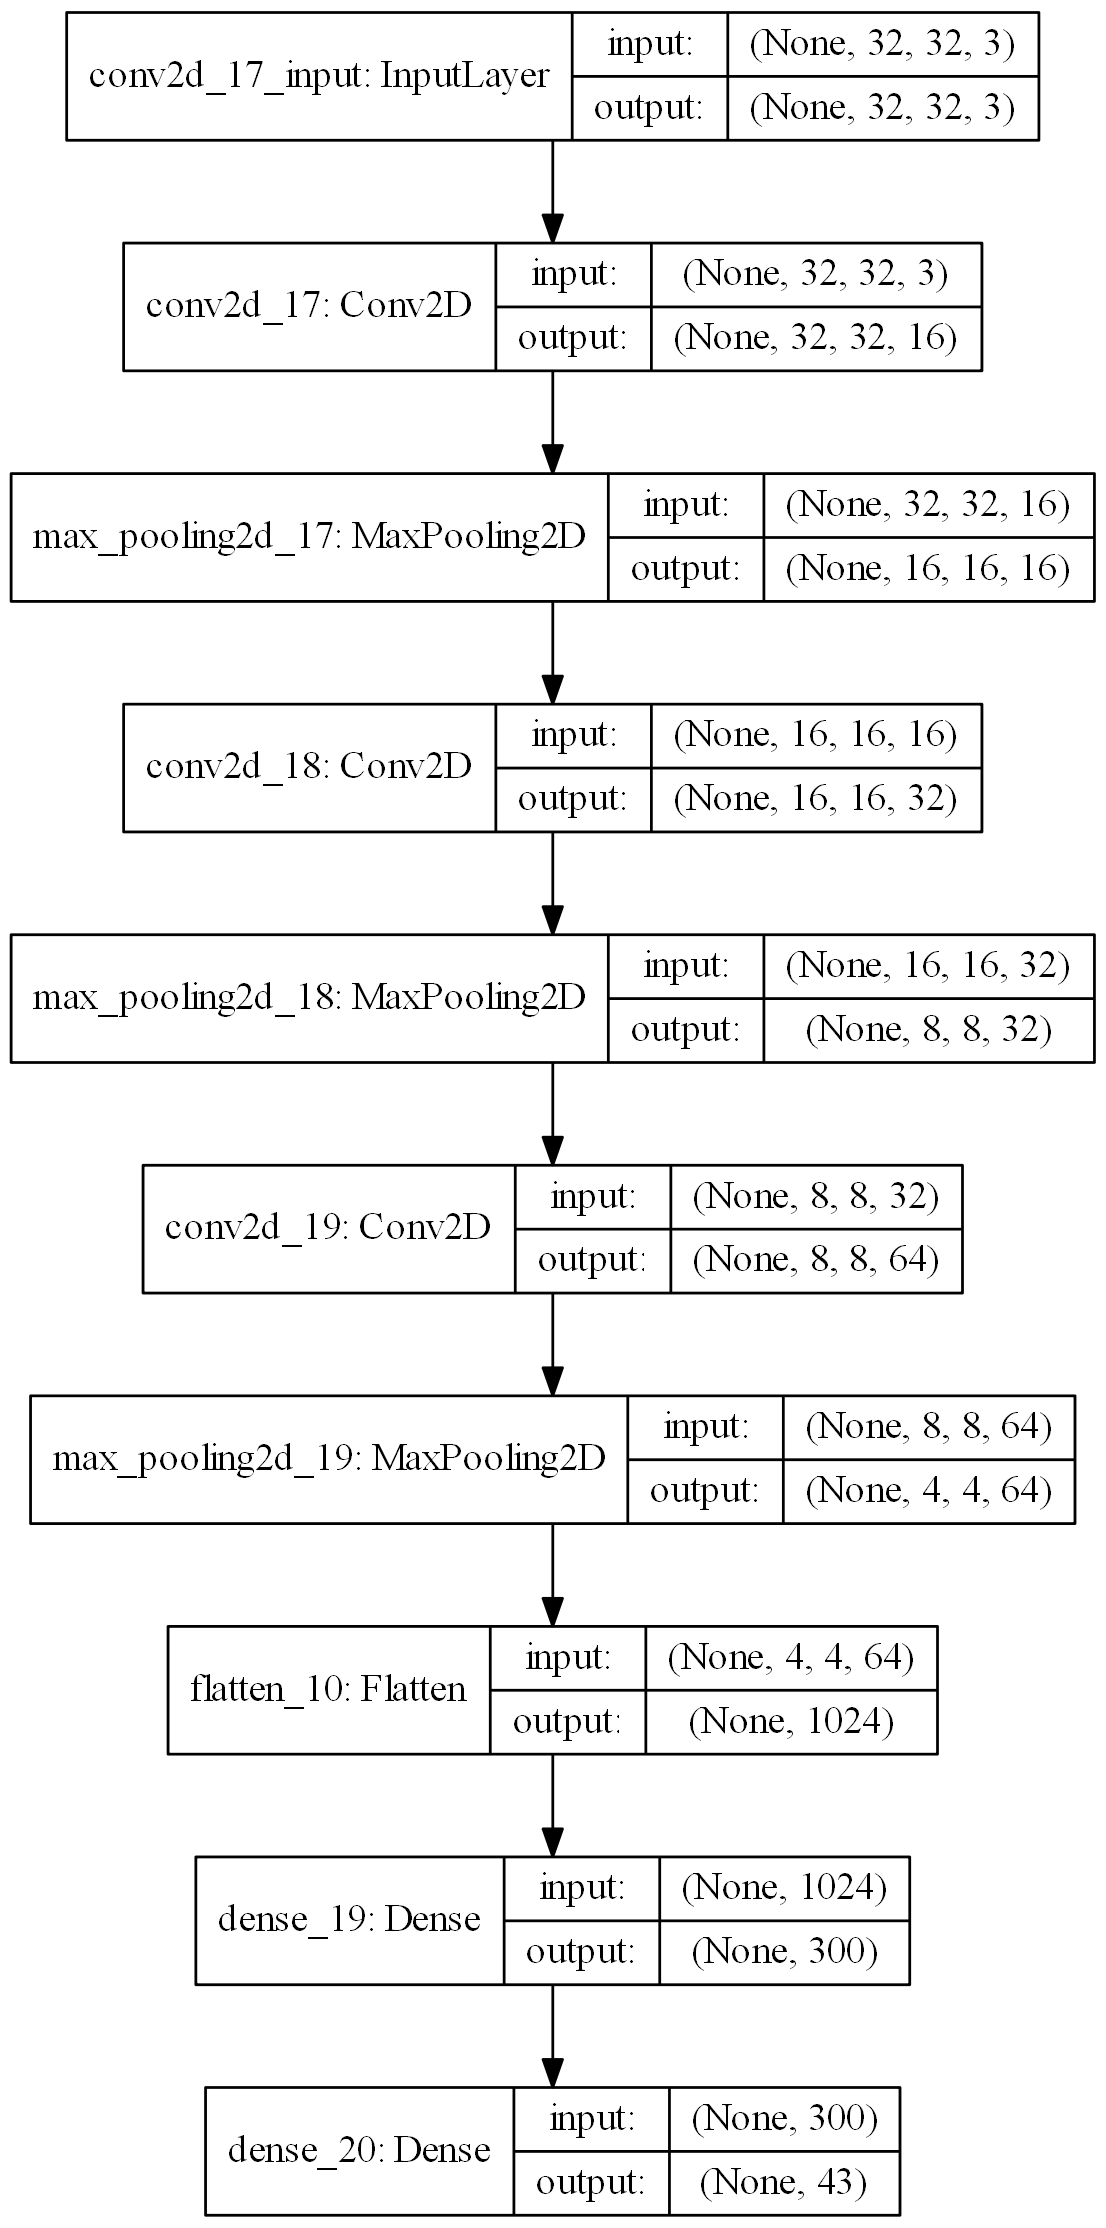 conv2d_17_input: InputLayer
input: (None, 32, 32, 3)
output: (None, 32, 32, 3)
conv2d_17: Conv2D
input: (None, 32, 32, 3)
output: (None, 32, 32, 16)
max_pooling2d_17: MaxPooling2D
input: (None, 32, 32, 16)
output: (None, 16, 16, 16)
conv2d_18: Conv2D
input: (None, 16, 16, 16)
output: (None, 16, 16, 32)
max_pooling2d_18: MaxPooling2D
input: (None, 16, 16, 32)
output: (None, 8, 8, 32)
conv2d_19: Conv2D
input: (None, 8, 8, 32)
output: (None, 8, 8, 64)
max_pooling2d_19: MaxPooling2D
input: (None, 8, 8, 64)
output: (None, 4, 4, 64)
flatten_10: Flatten
input: (None, 4, 4, 64)
output: (None, 1024)
dense_19: Dense
input: (None, 1024)
output: (None, 300)
dense_20: Dense
input: (None, 300)
output: (None, 43)